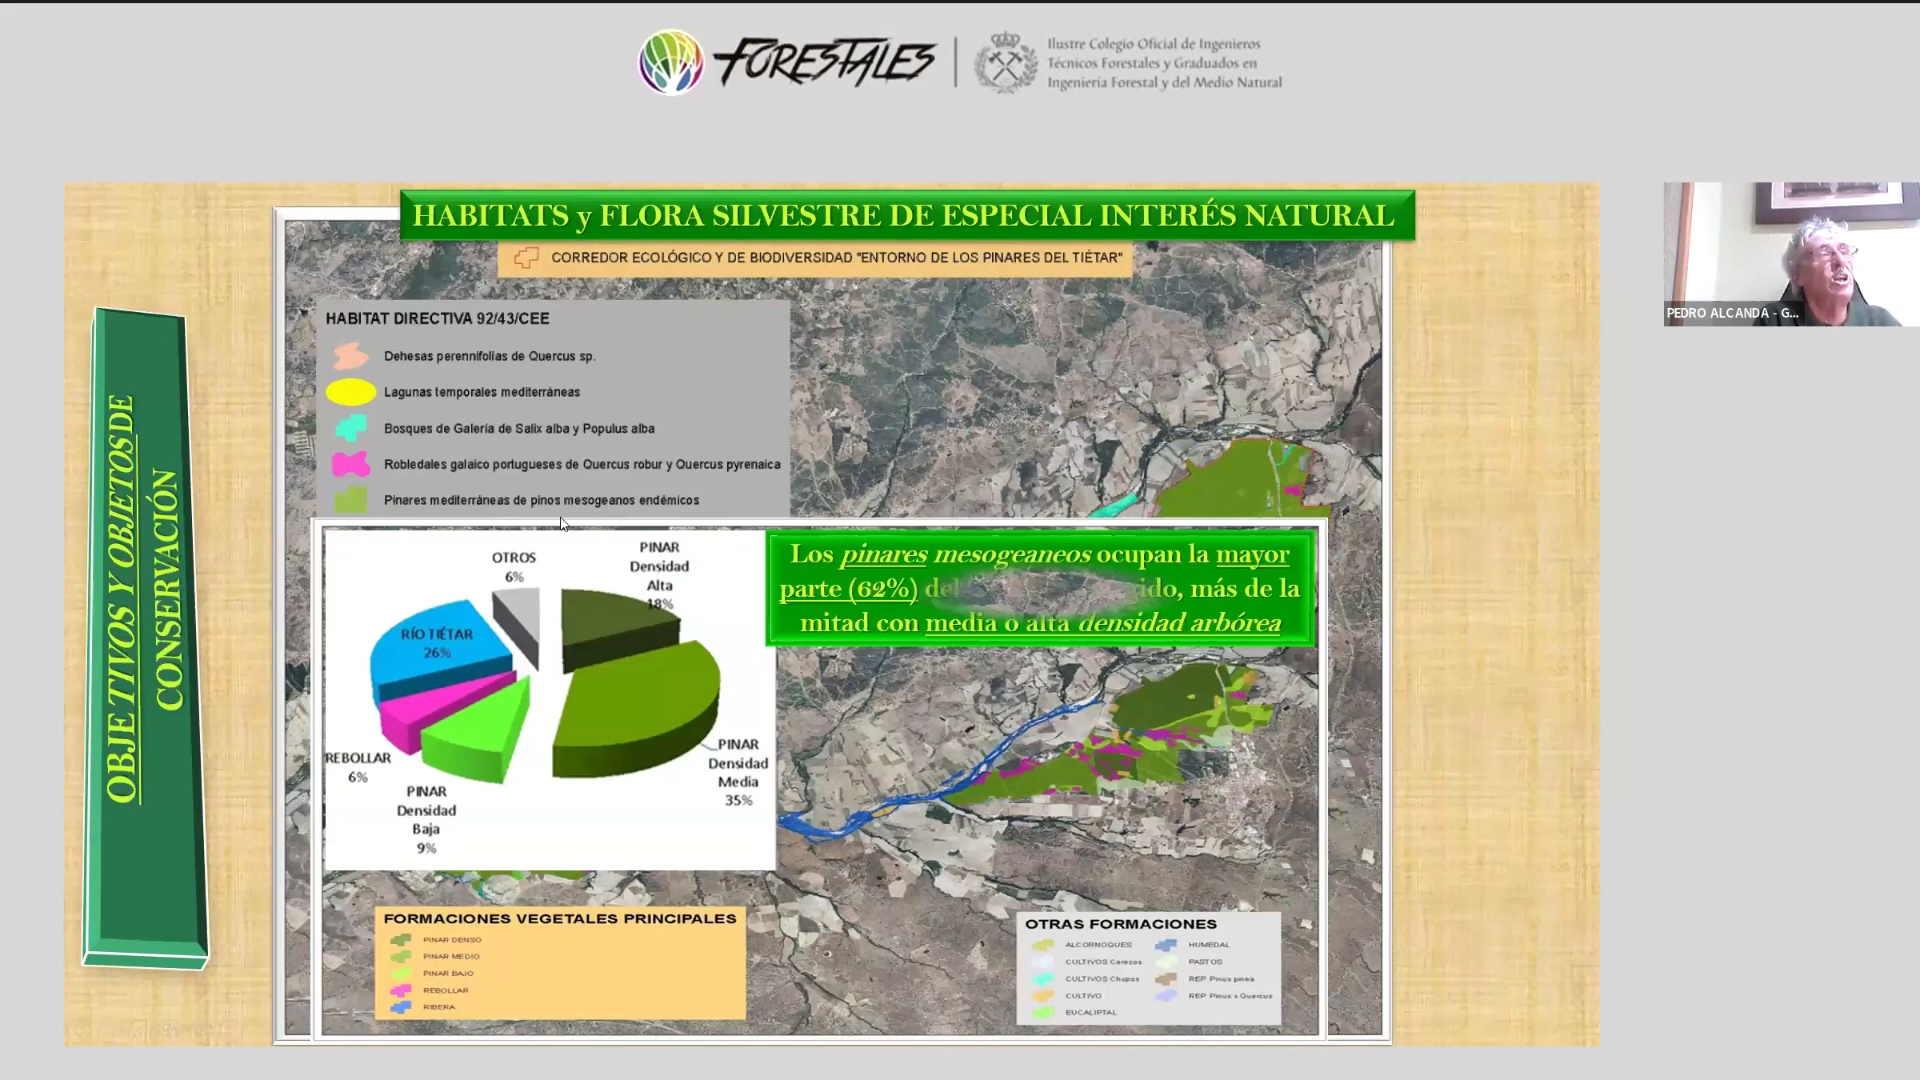 FORESTALES
Ilustre Colegio Oficial de Ingenieros
Técnicos Forestales y Graduados en
Ingeniería Forestal y del Medio Natural
HABITATS y FLORA SILVESTRE DE ESPECIAL INTERÉS NATURAL
CORREDOR ECOLÓGICO Y DE BIODIVERSIDAD "ENTORNO DE LOS PINARES DEL TIÉTAR"
PEDRO ALCANDA - G...
OBJETIVOS Y OBJETOS DE
CONSERVACIÓN
HABITAT DIRECTIVA 92/43/CEE
Dehesas perennifolias de Quercus sp.
Lagunas temporales mediterráneas
Bosques de Galería de Salix alba y Populus alba
Robledales galaico portugueses de Quercus robur y Quercus pyrenaica
Pinares mediterráneas de pinos mesogeanos endémicos
OTROS
6%
PINAR
Densidad
Alta
18%
RÍO TIÉTAR
26%
REBOLLAR
6%
PINAR
Densidad
Baja
9%
PINAR
Densidad
Media
35%
Los pinares mesogeaneos ocupan la mayor
parte (62%) del ido, más de la
mitad con media o alta densidad arbórea
FORMACIONES VEGETALES PRINCIPALES
PINAR DENSO
PINAR MEDIO
PINAR BAJO
REBOLLAR
RIBERA
OTRAS FORMACIONES
ALCORNOQUES
CULTIVOS Cerezos
CULTIVOS Chopos
CULTIVO
EUCALIPTAL
HUMEDAL
PASTOS
REP Pinus pinea
REP Pinus x Quercus